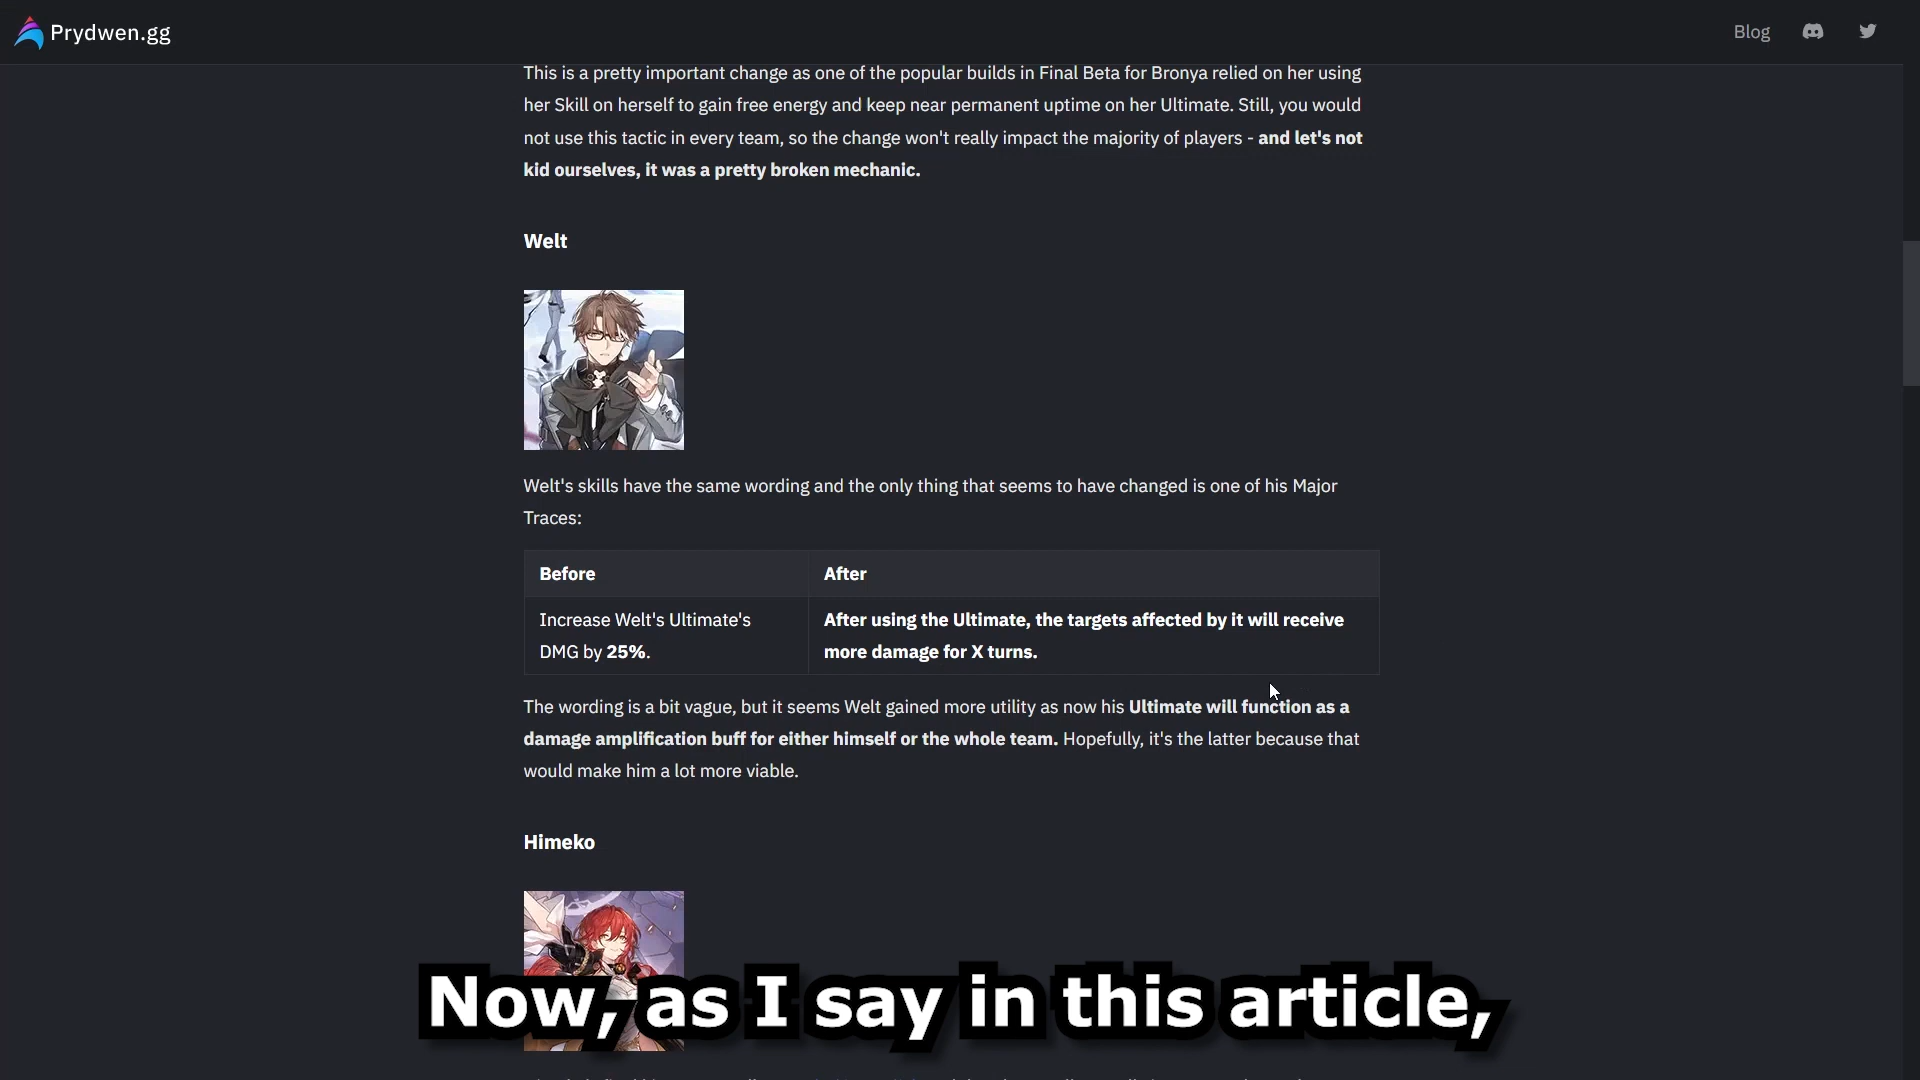 Prydwen.gg
Blog
This is a pretty important change as one of the popular builds in Final Beta for Bronya relied on her using
her Skill on herself to gain free energy and keep near permanent uptime on her Ultimate. Still, you would
not use this tactic in every team, so the change won't really impact the majority of players - and let's not
kid ourselves, it was a pretty broken mechanic.
Welt
Welt's skills have the same wording and the only thing that seems to have changed is one of his Major
Traces:
Before
After
Increase Welt's Ultimate's
DMG by 25%.
After using the Ultimate, the targets affected by it will receive
more damage for X turns.
The wording is a bit vague, but it seems Welt gained more utility as now his Ultimate will function as a
damage amplification buff for either himself or the whole team. Hopefully, it's the latter because that
would make him a lot more viable.
Himeko
Now, as I say in this article,